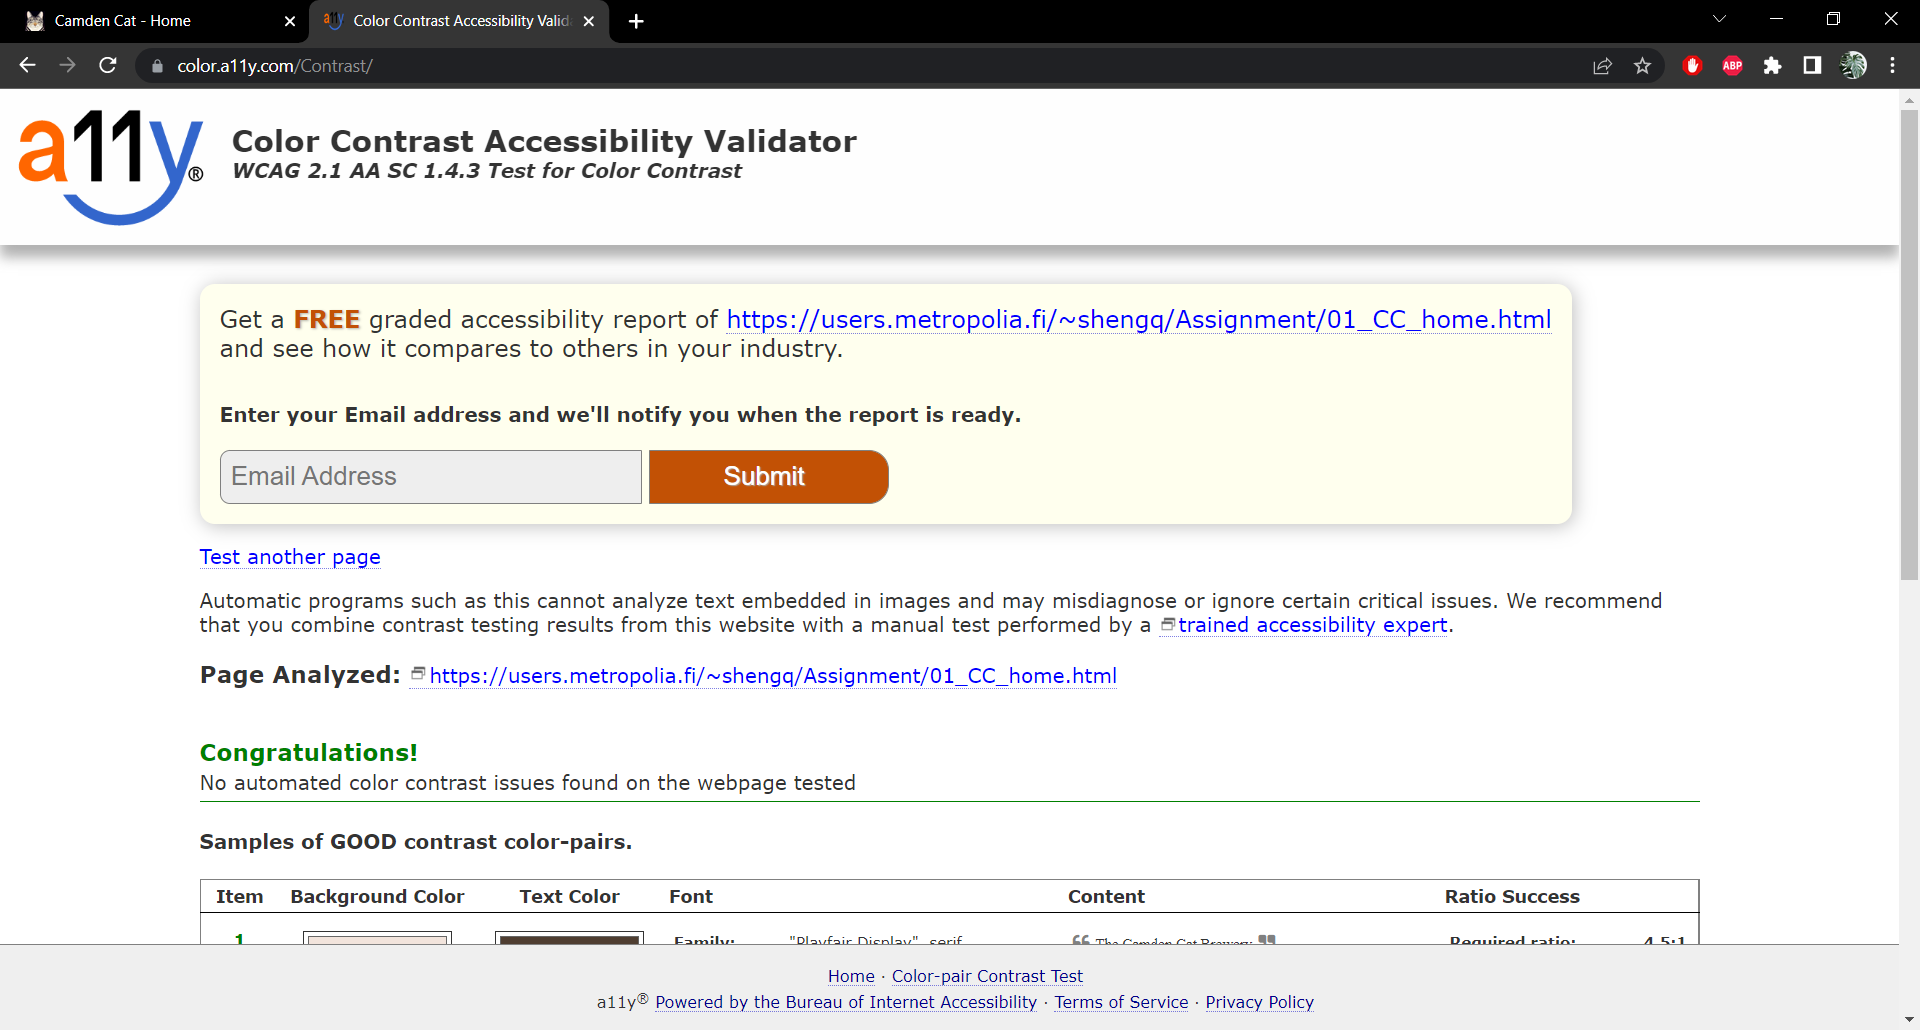 Camden Cat - Home
Color Contrast Accessibility Valid
color.a11y.com/Contrast/
ABP
a11y®
Color Contrast Accessibility Validator
WCAG 2.1 AA SC 1.4.3 Test for Color Contrast
Get a FREE graded accessibility report of https://users.metropolia.fi/~shengq/Assignment/01_CC_home.html
and see how it compares to others in your industry.
Enter your Email address and we'll notify you when the report is ready.
Email Address Submit
Test another page
Automatic programs such as this cannot analyze text embedded in images and may misdiagnose or ignore certain critical issues. We recommend
that you combine contrast testing results from this website with a manual test performed by a trained accessibility expert.
Page Analyzed: https://users.metropolia.fi/~shengq/Assignment/01_CC_home.html
Congratulations!
No automated color contrast issues found on the webpage tested
Samples of GOOD contrast color-pairs.
Item Background Color Text Color Font Content Ratio Success
1 Family: "Playfair Display", serif ❝ The Camden Cat Brewery ❞ Required ratio: 4.5:1
Home · Color-pair Contrast Test
a11y® Powered by the Bureau of Internet Accessibility · Terms of Service · Privacy Policy